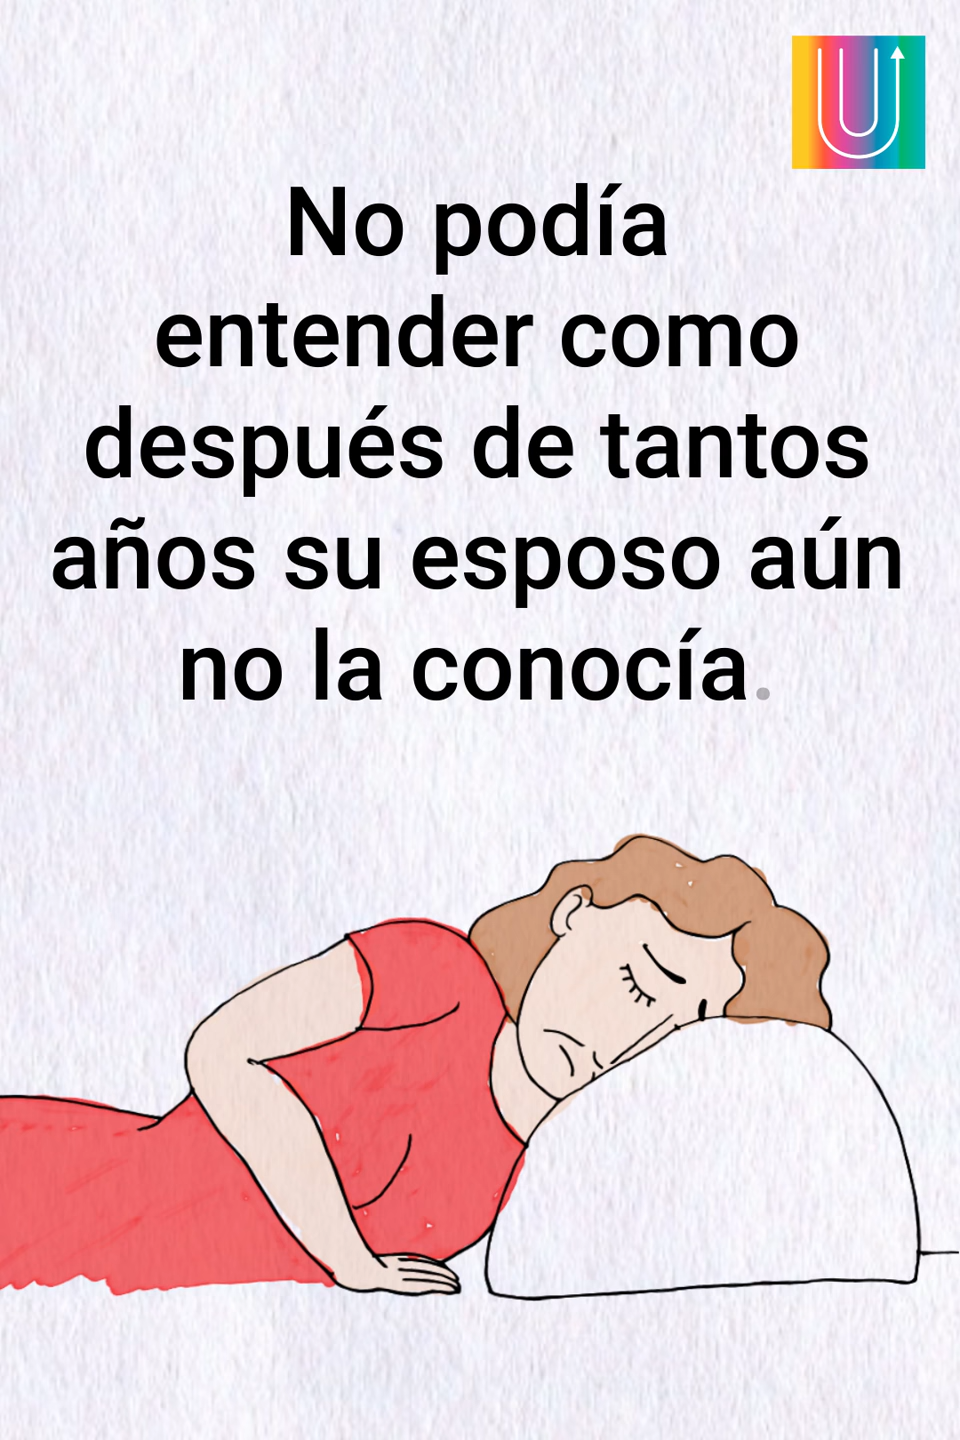 U
No podía
entender como
después de tantos
años su esposo aún
no la conocía.